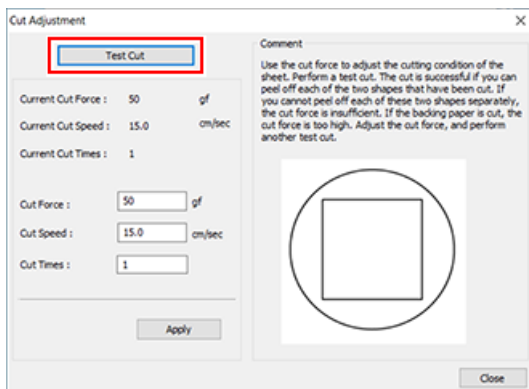 Cut Adjustment
Test Cut
Current Cut Force : 50 gf
Current Cut Speed : 15.0 cm/sec
Current Cut Times : 1
Cut Force : 50 gf
Cut Speed : 15.0 cm/sec
Cut Times : 1
Apply
Comment
Use the cut force to adjust the cutting condition of the
sheet. Perform a test cut. The cut is successful if you can
peel off each of the two shapes that have been cut. If
you cannot peel off each of these two shapes separately,
the cut force is insufficient. If the backing paper is cut, the
cut force is too high. Adjust the cut force, and perform
another test cut.
Close